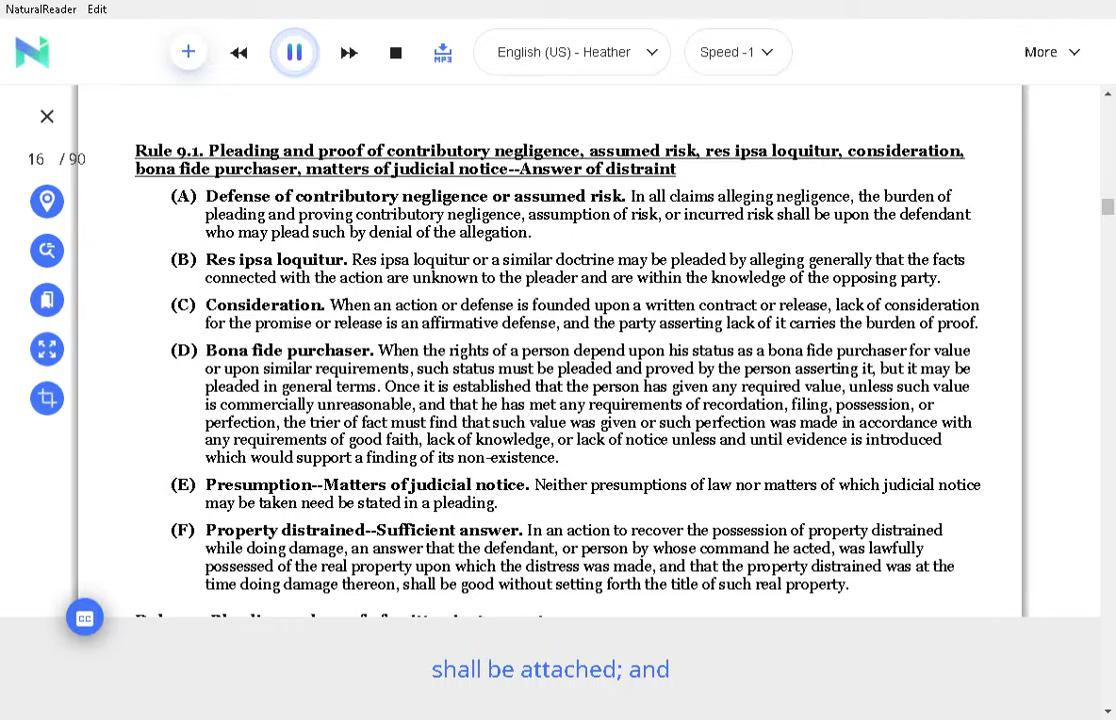 NaturalReader Edit
English (US) - Heather Speed -1 More
MP3
16 / 90
Rule 9.1. Pleading and proof of contributory negligence, assumed risk, res ipsa loquitur, consideration,
bona fide purchaser, matters of judicial notice--Answer of distraint
(A) Defense of contributory negligence or assumed risk. In all claims alleging negligence, the burden of
pleading and proving contributory negligence, assumption of risk, or incurred risk shall be upon the defendant
who may plead such by denial of the allegation.
(B) Res ipsa loquitur. Res ipsa loquitur or a similar doctrine may be pleaded by alleging generally that the facts
connected with the action are unknown to the pleader and are within the knowledge of the opposing party.
(C) Consideration. When an action or defense is founded upon a written contract or release, lack of consideration
for the promise or release is an affirmative defense, and the party asserting lack of it carries the burden of proof.
(D) Bona fide purchaser. When the rights of a person depend upon his status as a bona fide purchaser for value
or upon similar requirements, such status must be pleaded and proved by the person asserting it, but it may be
pleaded in general terms. Once it is established that the person has given any required value, unless such value
is commercially unreasonable, and that he has met any requirements of recordation, filing, possession, or
perfection, the trier of fact must find that such value was given or such perfection was made in accordance with
any requirements of good faith, lack of knowledge, or lack of notice unless and until evidence is introduced
which would support a finding of its non-existence.
(E) Presumption--Matters of judicial notice. Neither presumptions of law nor matters of which judicial notice
may be taken need be stated in a pleading.
(F) Property distrained--Sufficient answer. In an action to recover the possession of property distrained
while doing damage, an answer that the defendant, or person by whose command he acted, was lawfully
possessed of the real property upon which the distress was made, and that the property distrained was at the
time doing damage thereon, shall be good without setting forth the title of such real property.
CC
shall be attached; and